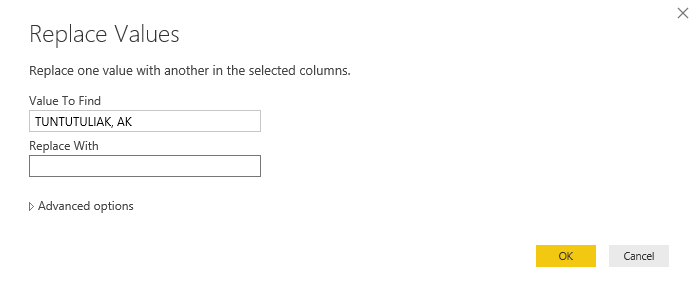 Replace Values
Replace one value with another in the selected columns.
Value To Find
TUNTUTULIAK, AK
Replace With
Advanced options
OK
Cancel